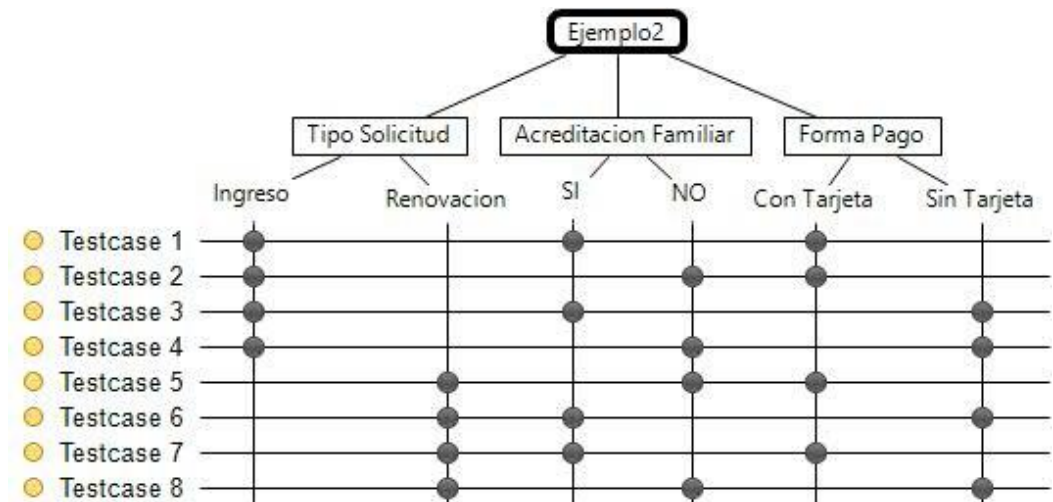 Ejemplo2
Tipo Solicitud
Acreditacion Familiar
Forma Pago
Ingreso
Renovacion
SI
NO
Con Tarjeta
Sin Tarjeta
Testcase 1
Testcase 2
Testcase 3
Testcase 4
Testcase 5
Testcase 6
Testcase 7
Testcase 8